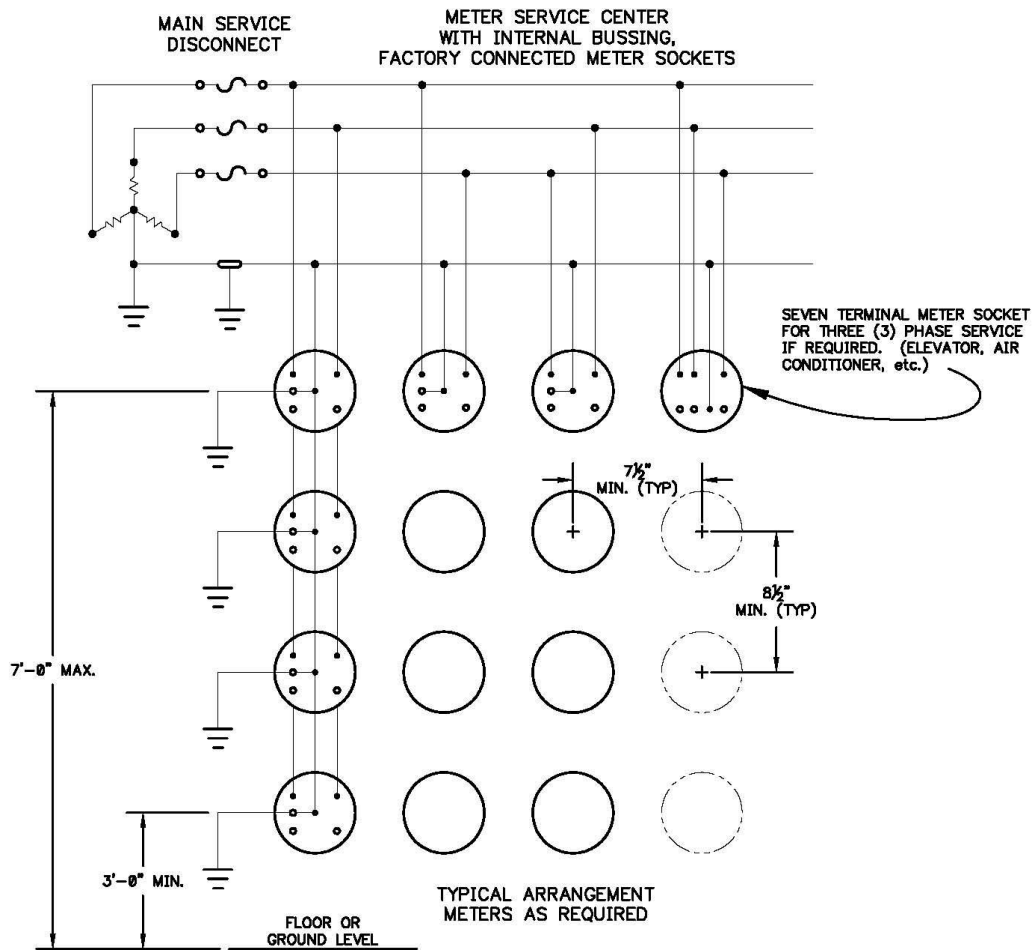 MAIN SERVICE
DISCONNECT
METER SERVICE CENTER
WITH INTERNAL BUSSING,
FACTORY CONNECTED METER SOCKETS
SEVEN TERMINAL METER SOCKET
FOR THREE (3) PHASE SERVICE
IF REQUIRED. (ELEVATOR, AIR
CONDITIONER, etc.)
7½"
MIN. (TYP)
8½"
MIN. (TYP)
7'-0" MAX.
3'-0" MIN.
TYPICAL ARRANGEMENT
METERS AS REQUIRED
FLOOR OR
GROUND LEVEL